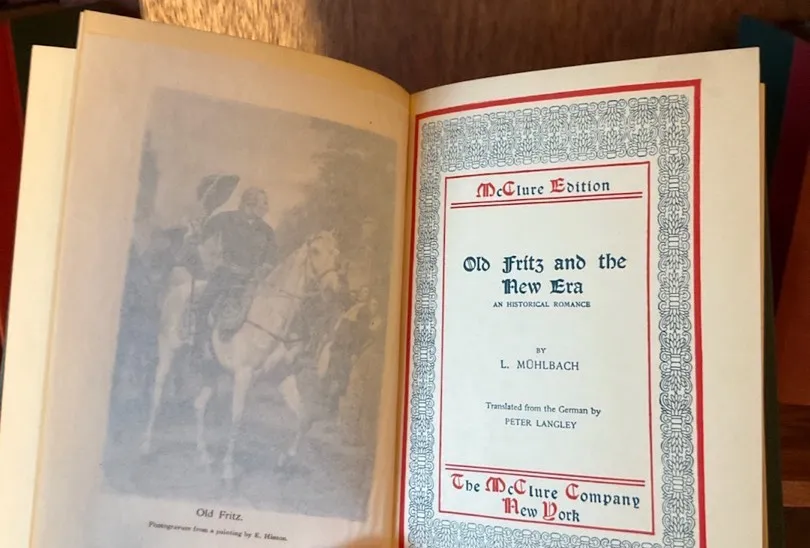 Old Fritz.
Photogravure from a painting by E.
McClure Edition
Old Fritz and the
New Era
AN HISTORICAL ROMANCE
BY
L. MÜHLBACH
Translated from the German by
PETER LANGLEY
The McClure Company
New York